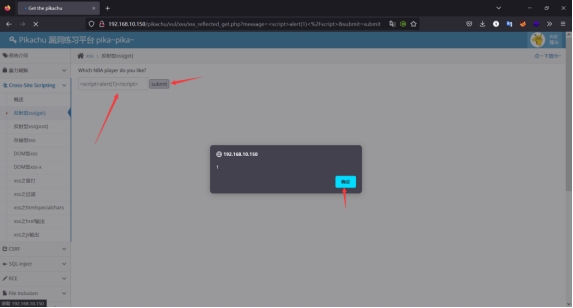 Get the pikachu
192.168.10.150/pikachu/vul/xss/xss_reflected_get.php?message= <script>alert(1)<%2Fscript>&submit=submit
Pikachu 漏洞练习平台 pika~pika~
系统介绍
暴力破解
Cross-Site Scripting
概述
反射型xss(get)
反射型xss(post)
存储型xss
DOM型xss
DOM型xss-x
xss之盲打
xss之过滤
xss之htmlspecialchars
xss之href输出
xss之js输出
CSRF
SQL-Inject
RCE
File Inclusion
xss
反射型xss(get)
Which NBA player do you like?
<script>alert(1)</script>
submit
192.168.10.150
1
确定